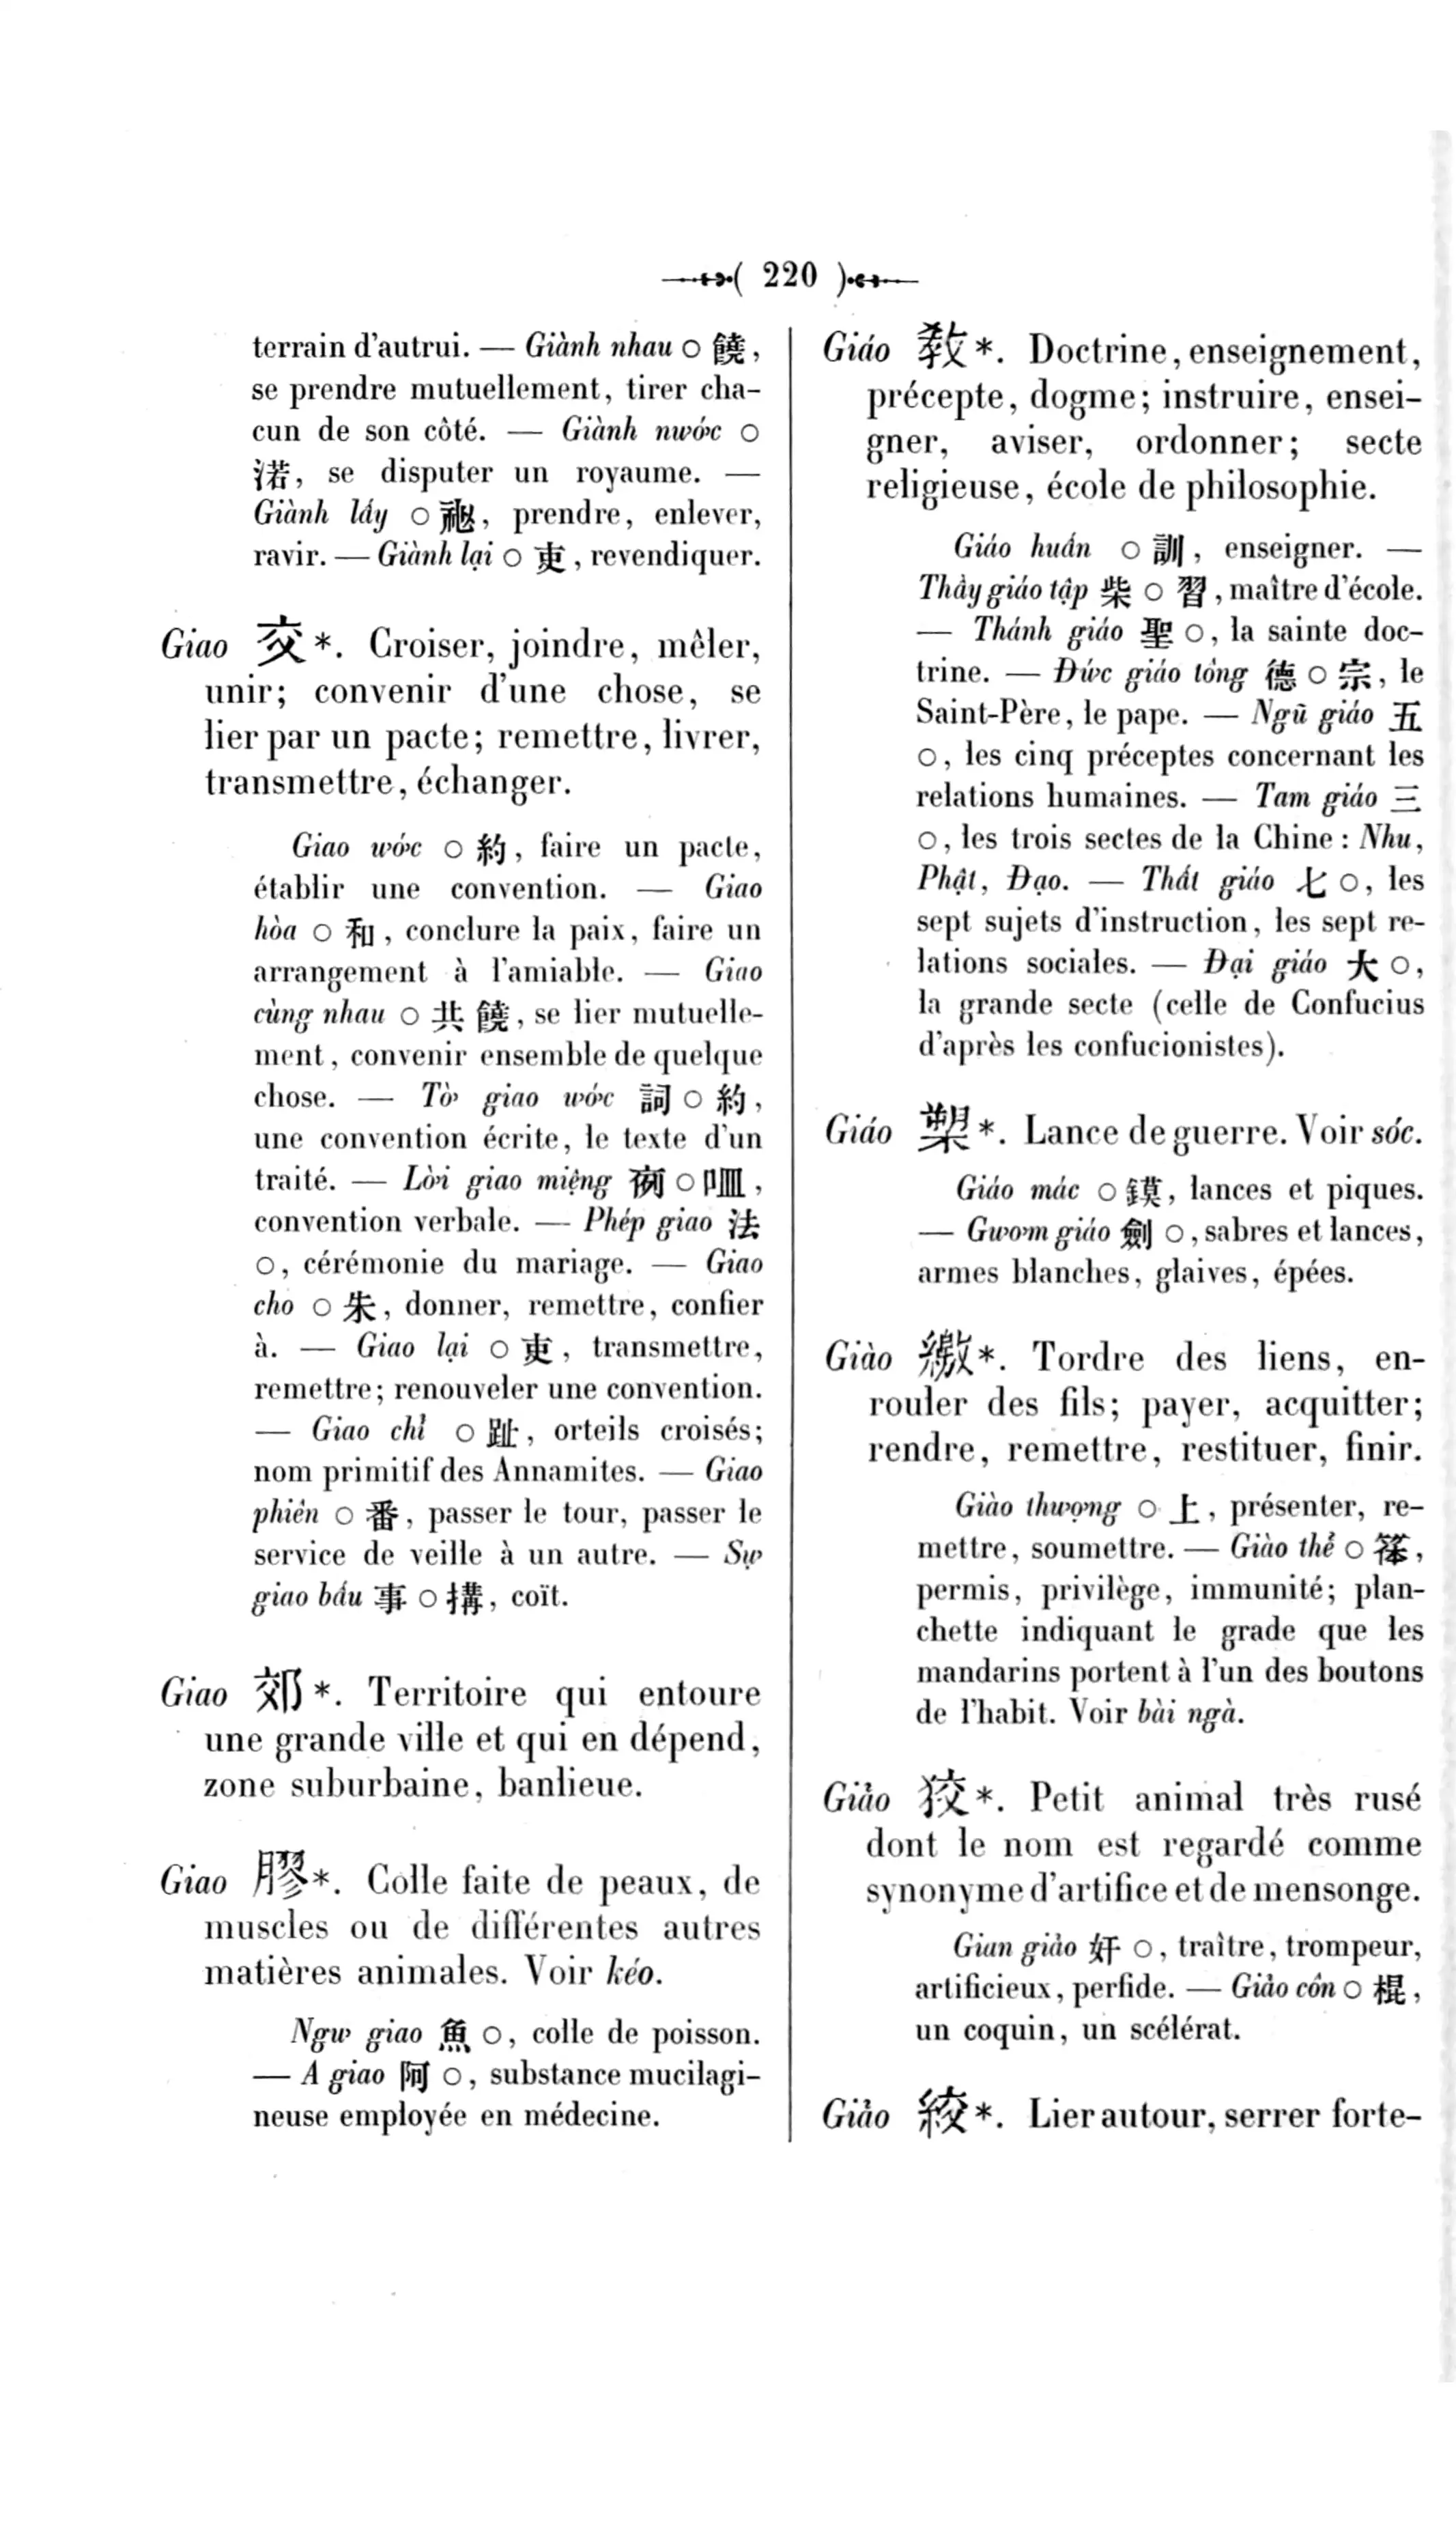 ( 220 )
terrain d'autrui. — Giành nhau ○ 饒,
se prendre mutuellement, tirer cha-
cun de son côté. — Giành nước ○
渃, se disputer un royaume. —
Giành lấy ○, prendre, enlever,
ravir. — Giành lại ○ 吏, revendiquer.
Giao 交*. Croiser, joindre, mêler,
unir; convenir d'une chose, se
lier par un pacte; remettre, livrer,
transmettre, échanger.
Giao ước ○ 約, faire un pacte,
établir une convention. — Giao
hòa ○ 和, conclure la paix, faire un
arrangement à l'amiable. — Giao
cùng nhau ○ 共 饒, se lier mutuelle-
ment, convenir ensemble de quelque
chose. — Tờ giao ước 詞 ○ 約,
une convention écrite, le texte d'un
traité. — Lời giao miệng ○ 𠰘,
convention verbale. — Phép giao 法
○, cérémonie du mariage. — Giao
cho ○ 朱, donner, remettre, confier
à. — Giao lại ○ 吏, transmettre,
remettre; renouveler une convention.
— Giao chỉ ○ 趾, orteils croisés;
nom primitif des Annamites. — Giao
phiên ○ 番, passer le tour, passer le
service de veille à un autre. — Sự
giao bấu 事 ○ 搆, coït.
Giao 郊*. Territoire qui entoure
une grande ville et qui en dépend,
zone suburbaine, banlieue.
Giao 膠*. Colle faite de peaux, de
muscles ou de différentes autres
matières animales. Voir kéo.
Ngư giao 魚 ○, colle de poisson.
— A giao 阿 ○, substance mucilagi-
neuse employée en médecine.
Giáo 敎*. Doctrine, enseignement,
précepte, dogme; instruire, ensei-
gner, aviser, ordonner; secte
religieuse, école de philosophie.
Giáo huấn ○ 訓, enseigner. —
Thầy giáo tập 柴 ○ 習, maître d'école.
— Thánh giáo 聖 ○, la sainte doc-
trine. — Đức giáo tông 德 ○ 宗, le
Saint-Père, le pape. — Ngũ giáo 五
○, les cinq préceptes concernant les
relations humaines. — Tam giáo 三
○, les trois sectes de la Chine : Nhu,
Phật, Đạo. — Thất giáo 七 ○, les
sept sujets d'instruction, les sept re-
lations sociales. — Đại giáo 大 ○,
la grande secte (celle de Confucius
d'après les confucionistes).
Giáo 槊*. Lance de guerre. Voir sóc.
Giáo mác ○ 鏌, lances et piques.
— Gươm giáo 劍 ○, sabres et lances,
armes blanches, glaives, épées.
Giào 繳*. Tordre des liens, en-
rouler des fils; payer, acquitter;
rendre, remettre, restituer, finir.
Giào thượng ○ 上, présenter, re-
mettre, soumettre. — Giào thẻ ○,
permis, privilège, immunité; plan-
chette indiquant le grade que les
mandarins portent à l'un des boutons
de l'habit. Voir bài ngà.
Giảo 狡*. Petit animal très rusé
dont le nom est regardé comme
synonyme d'artifice et de mensonge.
Gian giảo 奸 ○, traître, trompeur,
artificieux, perfide. — Giảo côn ○ 棍,
un coquin, un scélérat.
Giảo 絞*. Lier autour, serrer forte-